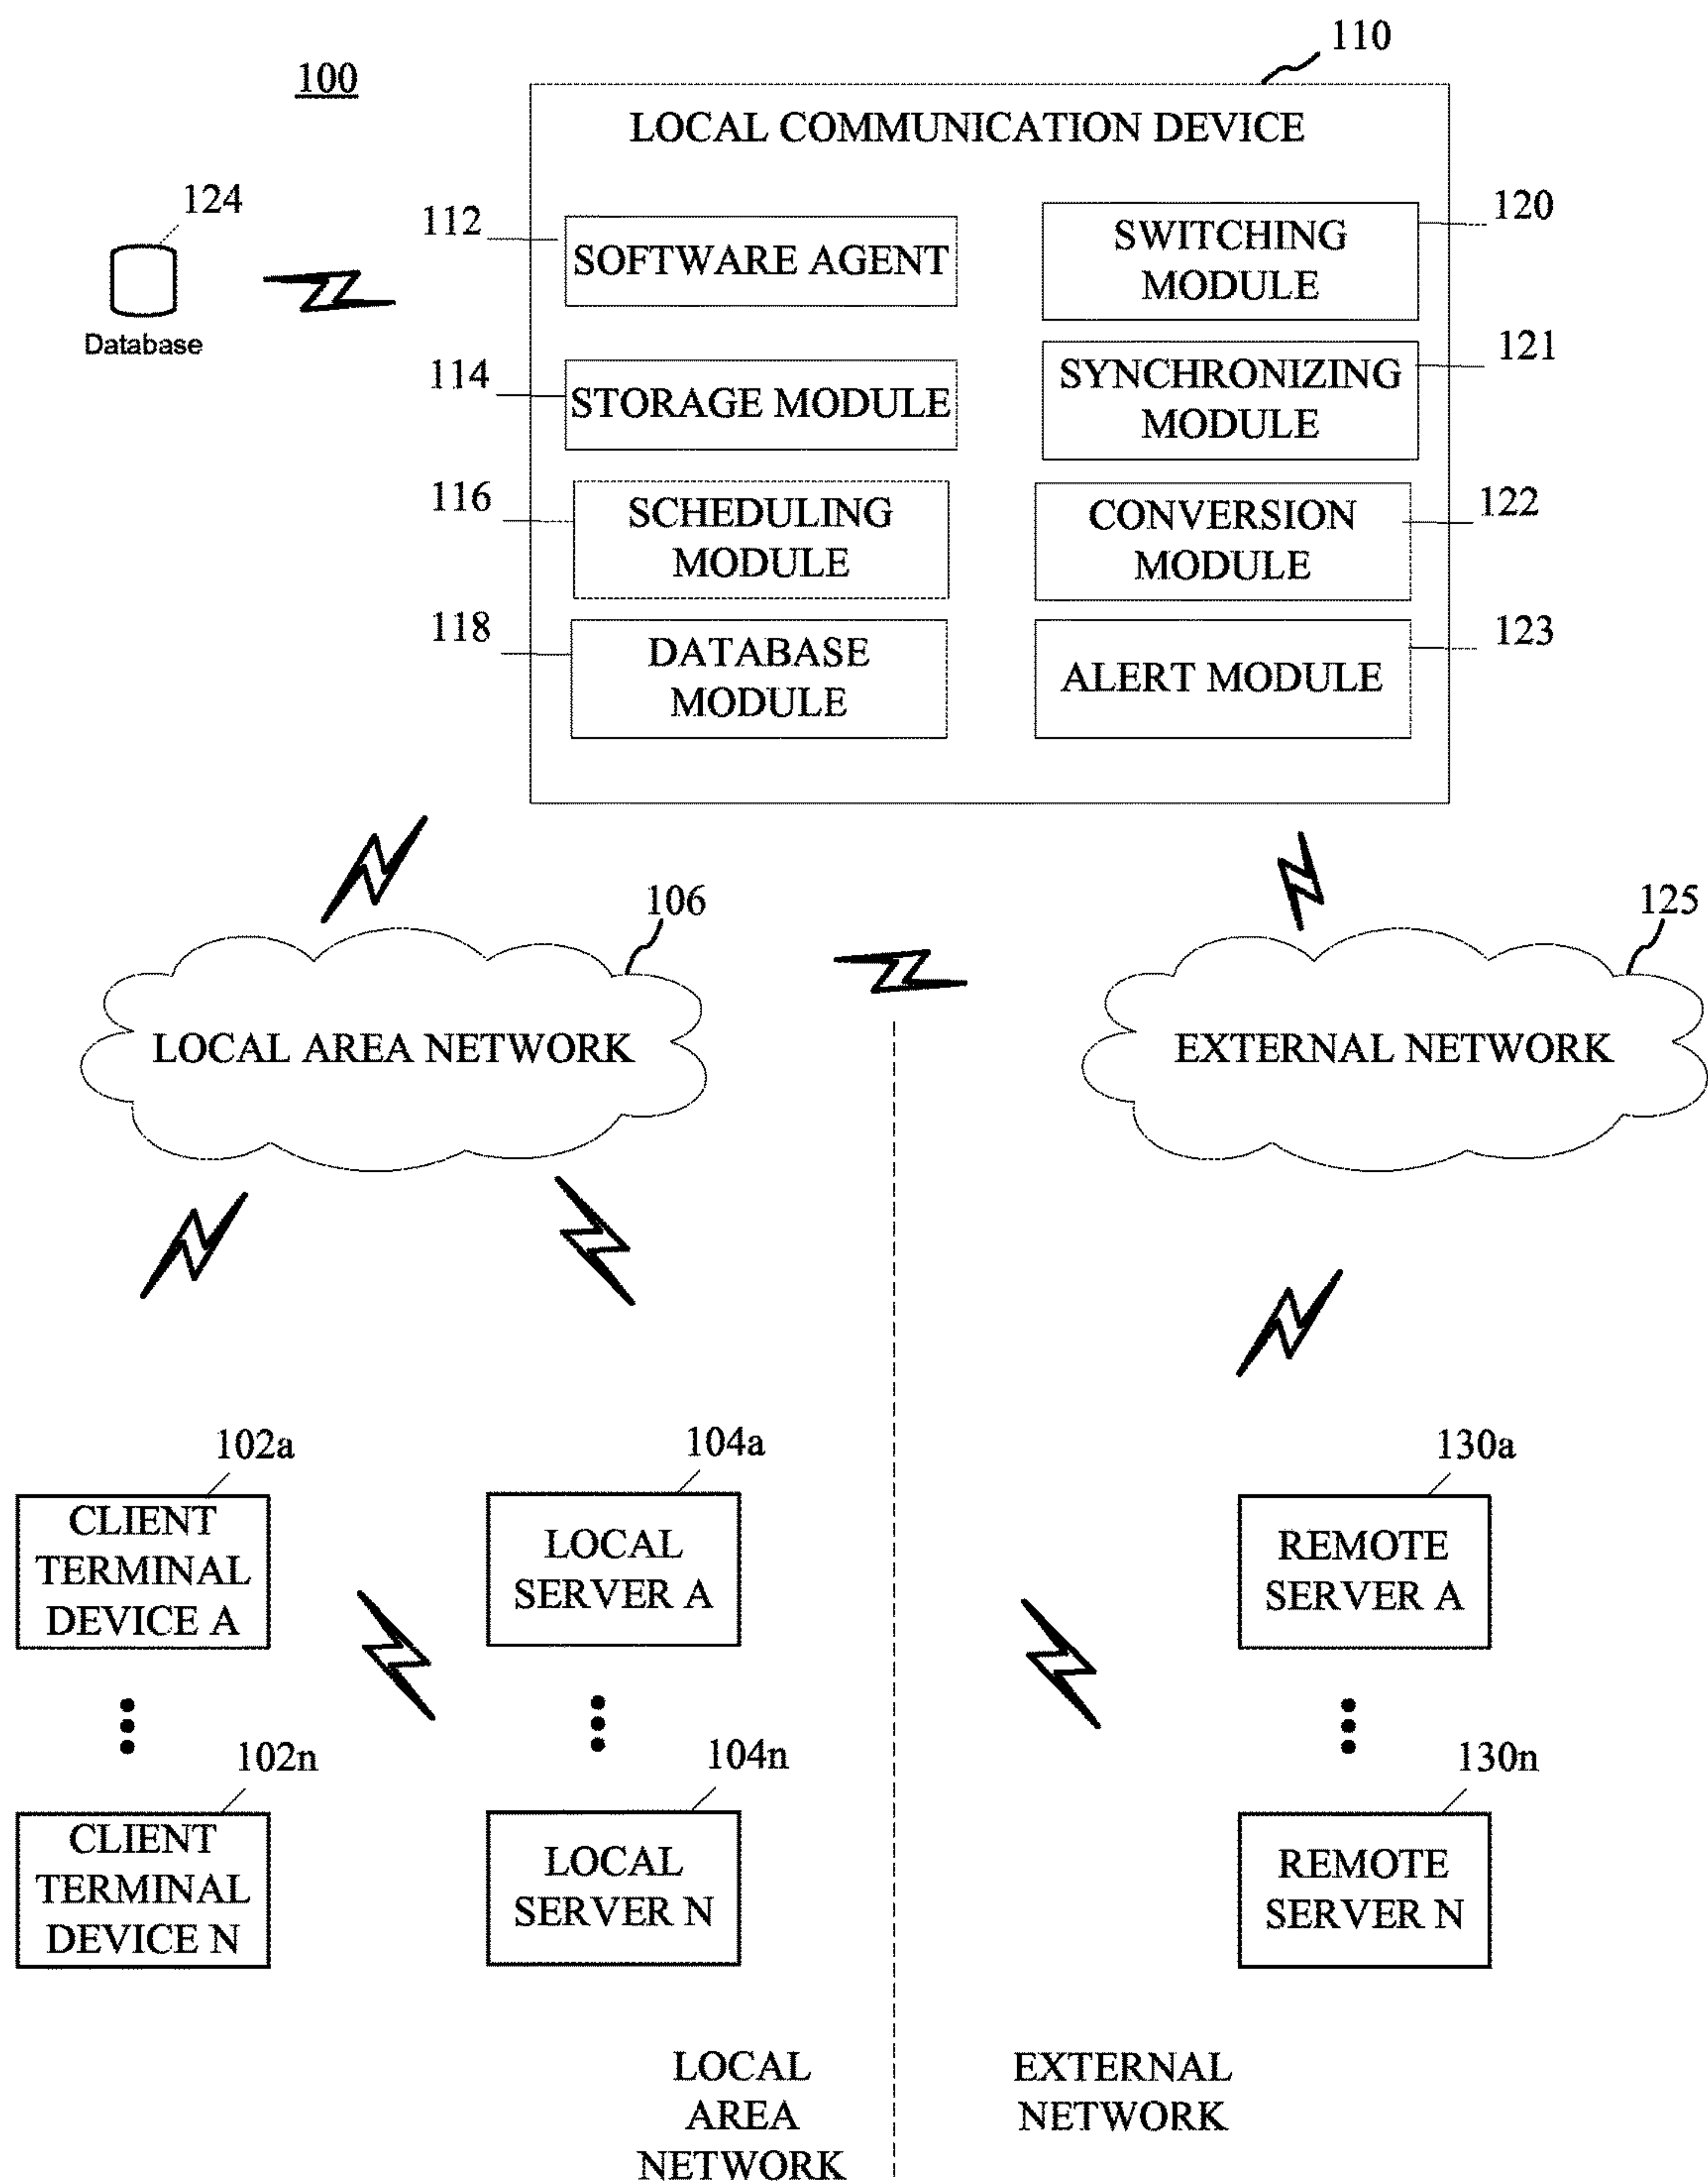 100
110
LOCAL COMMUNICATION DEVICE
124
Database
112
SOFTWARE AGENT
120
SWITCHING
MODULE
114
STORAGE MODULE
121
SYNCHRONIZING
MODULE
116
SCHEDULING
MODULE
122
CONVERSION
MODULE
118
DATABASE
MODULE
123
ALERT MODULE
106
LOCAL AREA NETWORK
125
EXTERNAL NETWORK
102a
CLIENT
TERMINAL
DEVICE A
104a
LOCAL
SERVER A
130a
REMOTE
SERVER A
102n
CLIENT
TERMINAL
DEVICE N
104n
LOCAL
SERVER N
130n
REMOTE
SERVER N
LOCAL
AREA
NETWORK
EXTERNAL
NETWORK